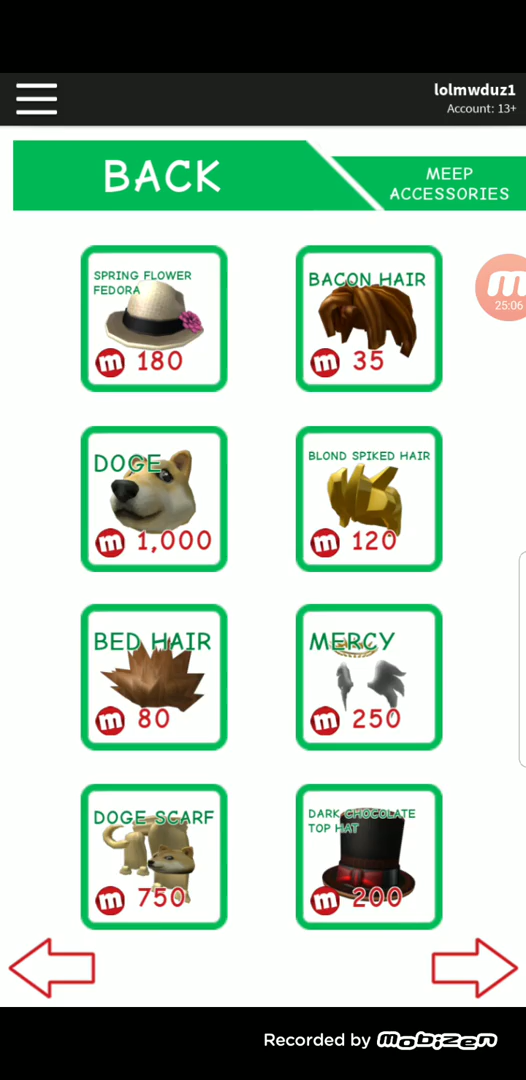 lolmwduz1
Account: 13+
BACK
MEEP
ACCESSORIES
SPRING FLOWER
FEDORA
m 180
BACON HAIR
m 35
m
25:06
DOGE
m 1,000
BLOND SPIKED HAIR
m 120
BED HAIR
m 80
MERCY
m 250
DOGE SCARF
m 750
DARK CHOCOLATE
TOP HAT
m 200
Recorded by Mobizen